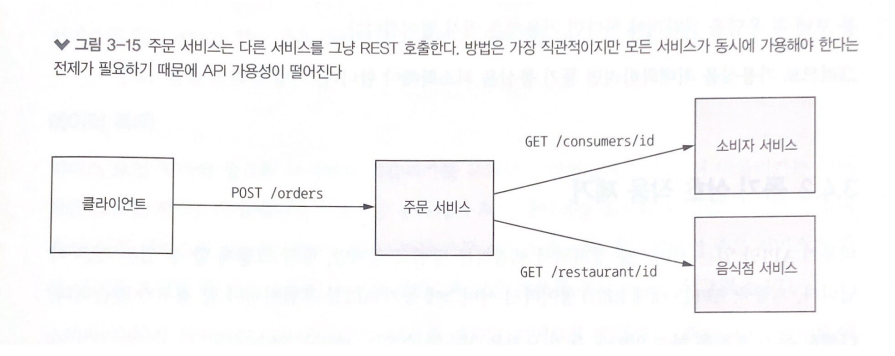 그림 3-15 주문 서비스는 다른 서비스를 그냥 REST 호출한다. 방법은 가장 직관적이지만 모든 서비스가 동시에 가용해야 한다는
전제가 필요하기 때문에 API 가용성이 떨어진다
클라이언트
POST /orders
주문 서비스
GET /consumers/id
소비자 서비스
GET /restaurant/id
음식점 서비스